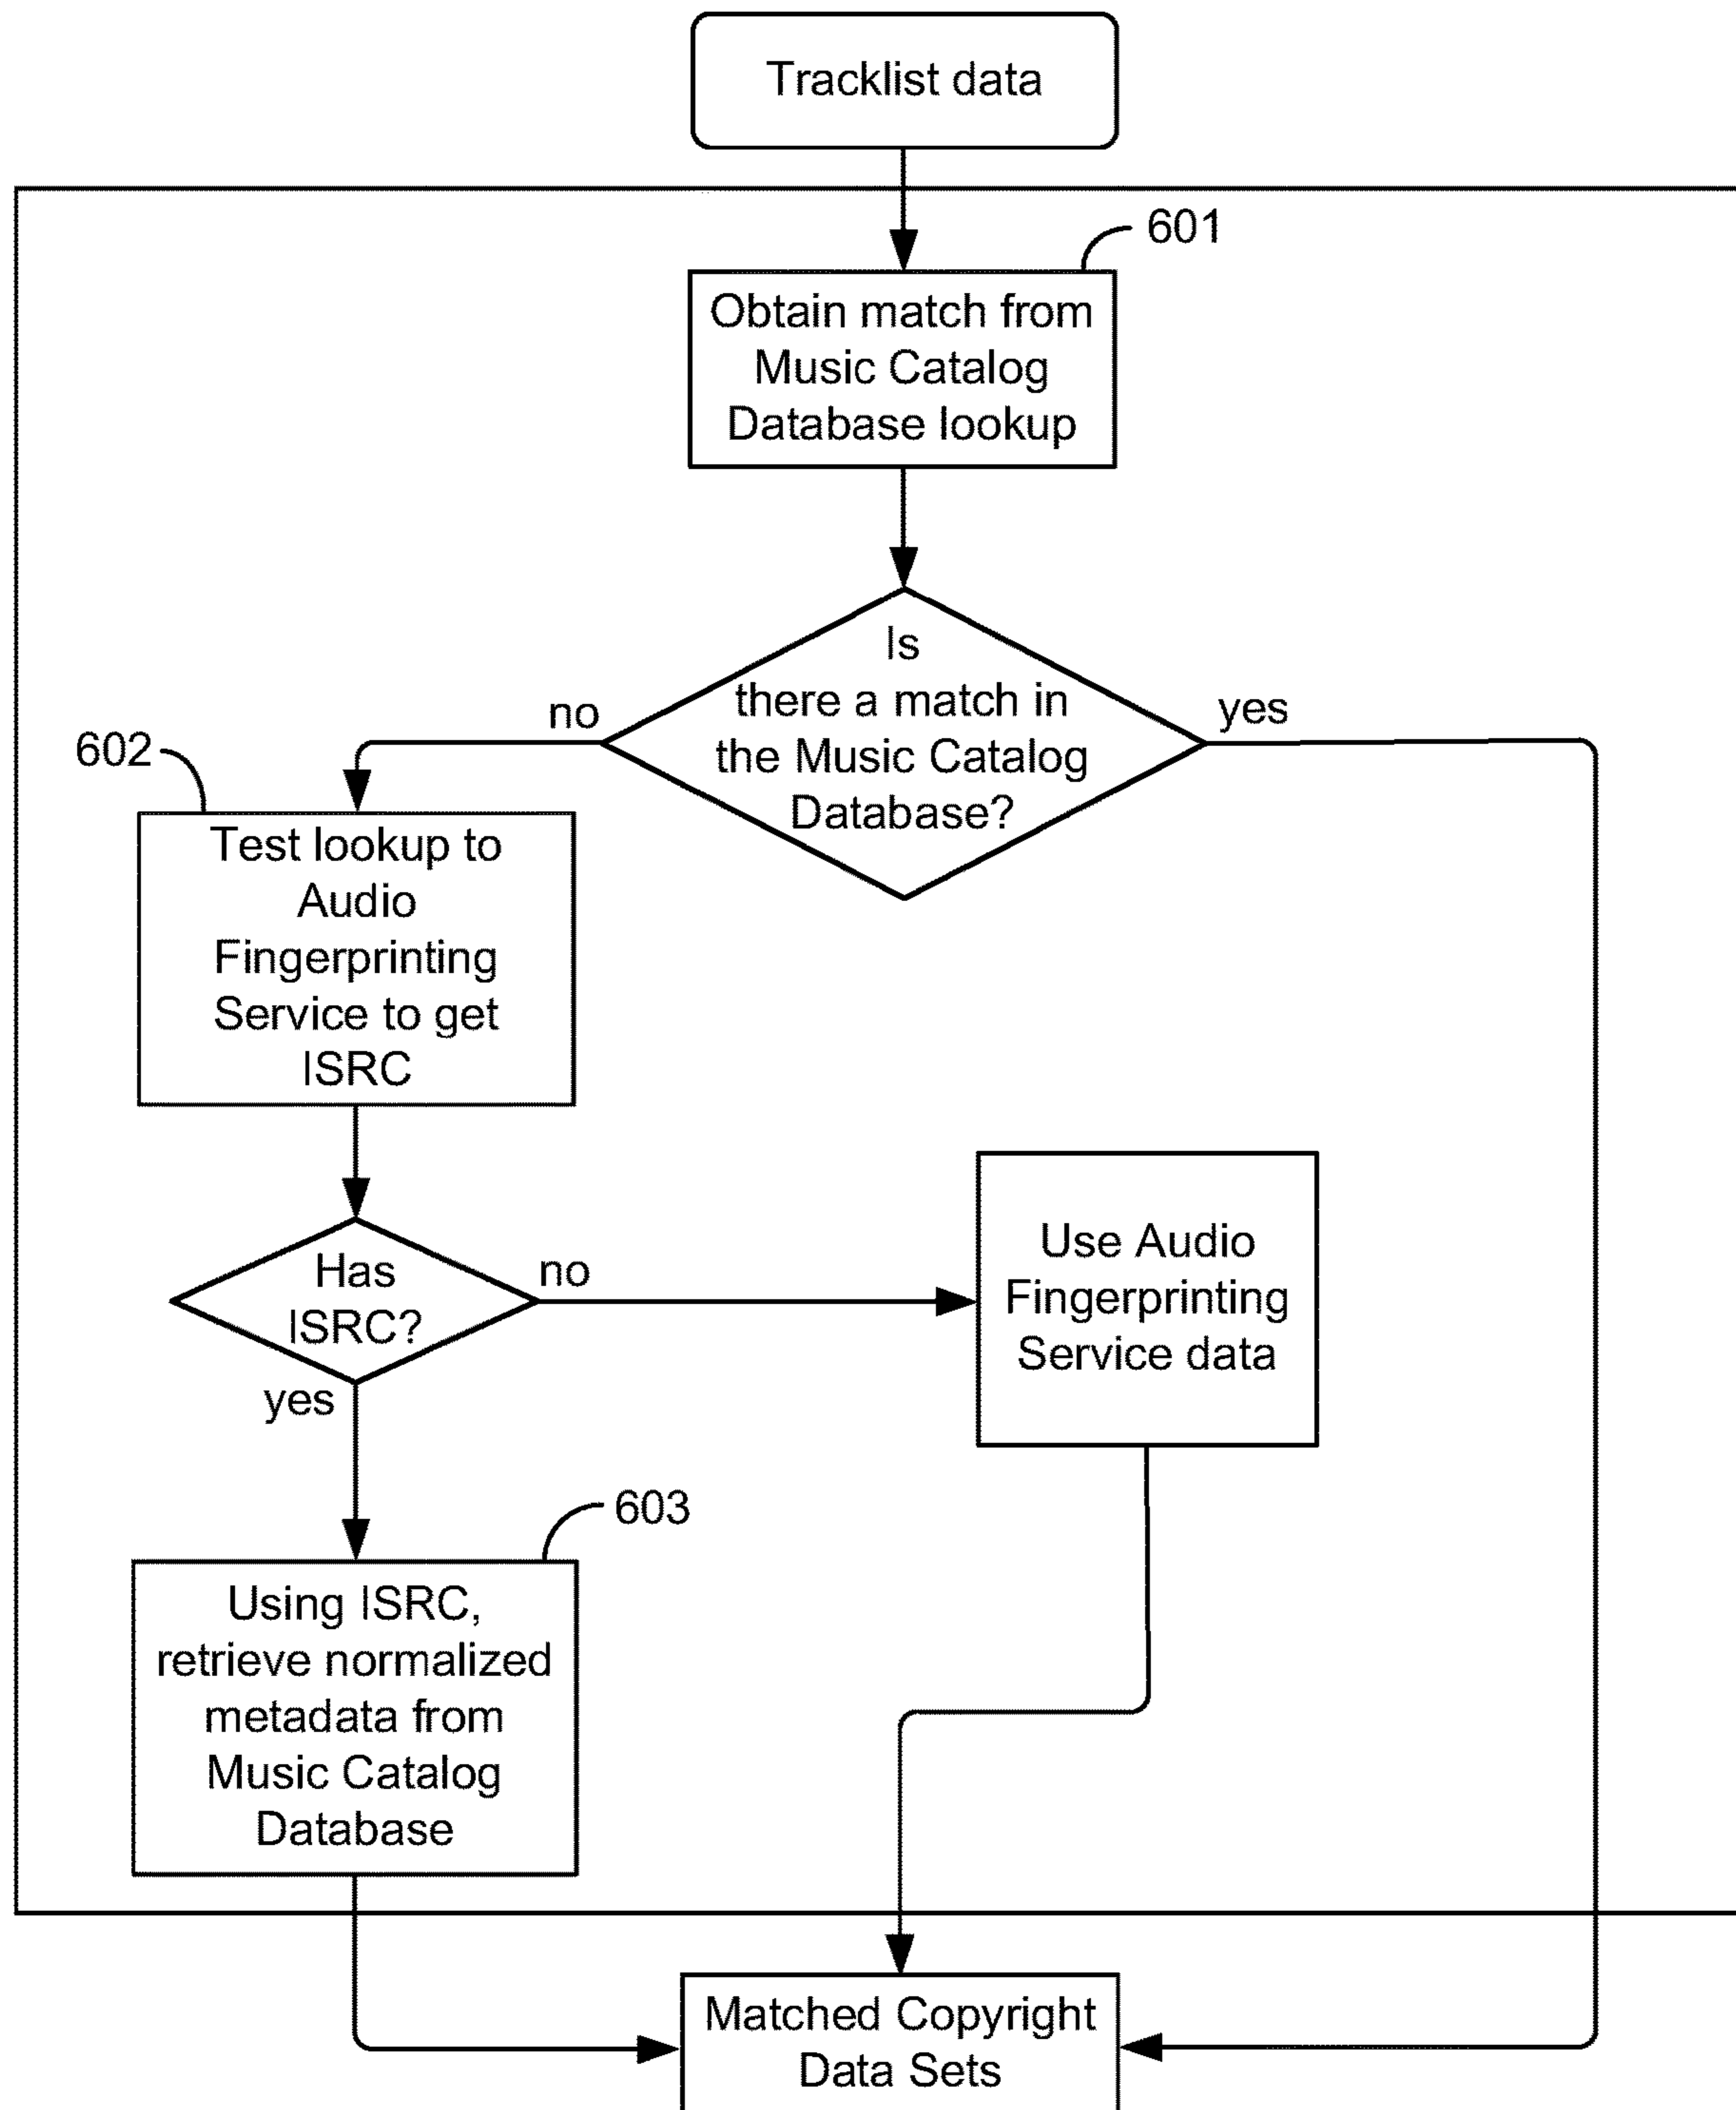 Tracklist data
601
Obtain match from
Music Catalog
Database lookup
Is
there a match in
the Music Catalog
Database?
no
yes
602
Test lookup to
Audio
Fingerprinting
Service to get
ISRC
Has
ISRC?
no
yes
Use Audio
Fingerprinting
Service data
603
Using ISRC,
retrieve normalized
metadata from
Music Catalog
Database
Matched Copyright
Data Sets